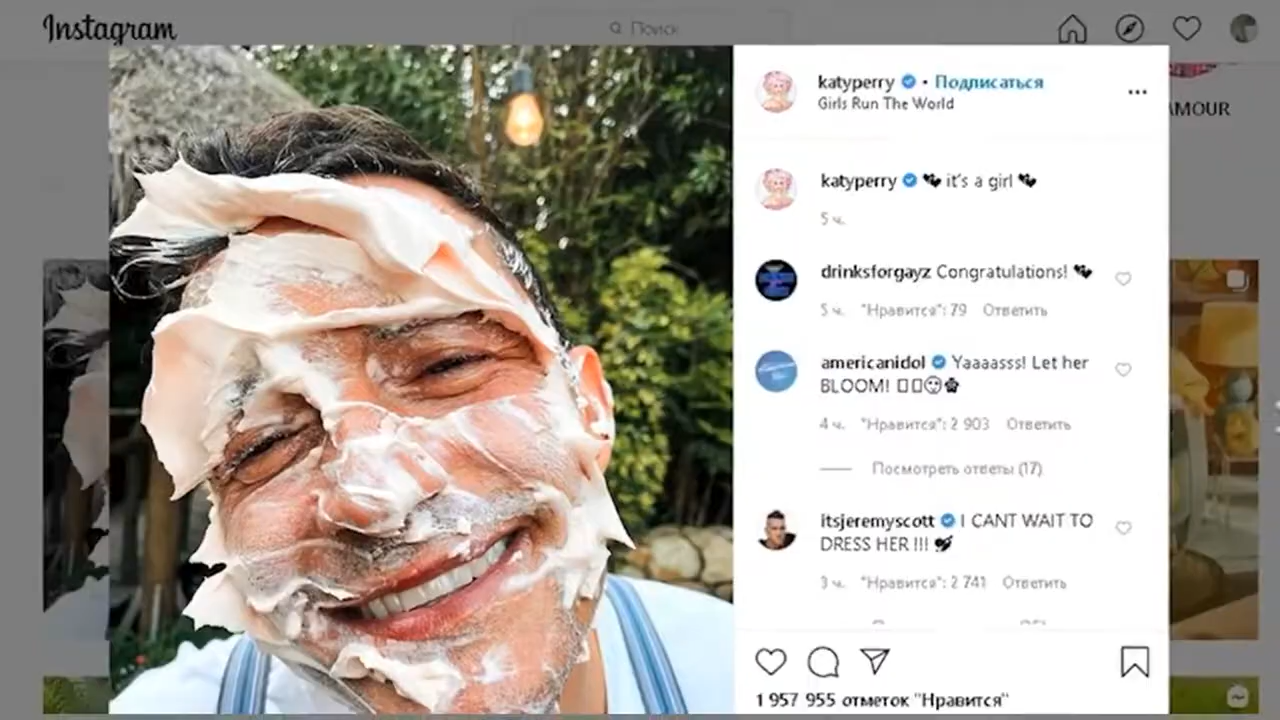 Instagram
Поиск
katyperry • Подписаться
Girls Run The World
katyperry it's a girl
5 ч.
drinksforgayz Congratulations!
5 ч. "Нравится": 79 Ответить
americanidol Yaaaasss! Let her
BLOOM!
4 ч. "Нравится": 2 903 Ответить
Посмотреть ответы (17)
itsjeremyscott I CANT WAIT TO
DRESS HER !!!
3 ч. "Нравится": 2 741 Ответить
1 957 955 отметок "Нравится"
AMOUR